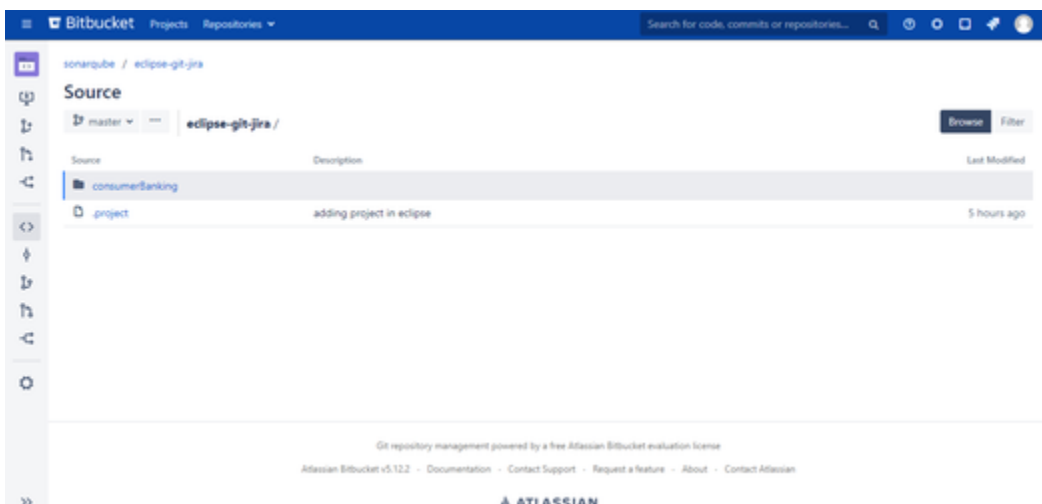 Bitbucket Projects Repositories Search for code, commits or repositories...
sonarqube / eclipse-git-jira
Source
master ··· eclipse-git-jira / Browse Filter
Source Description Last Modified
consumerBanking
.project adding project in eclipse 5 hours ago
Git repository management powered by a free Atlassian Bitbucket evaluation license
Atlassian Bitbucket v5.12.2 - Documentation - Contact Support - Request a feature - About - Contact Atlassian
ATLASSIAN